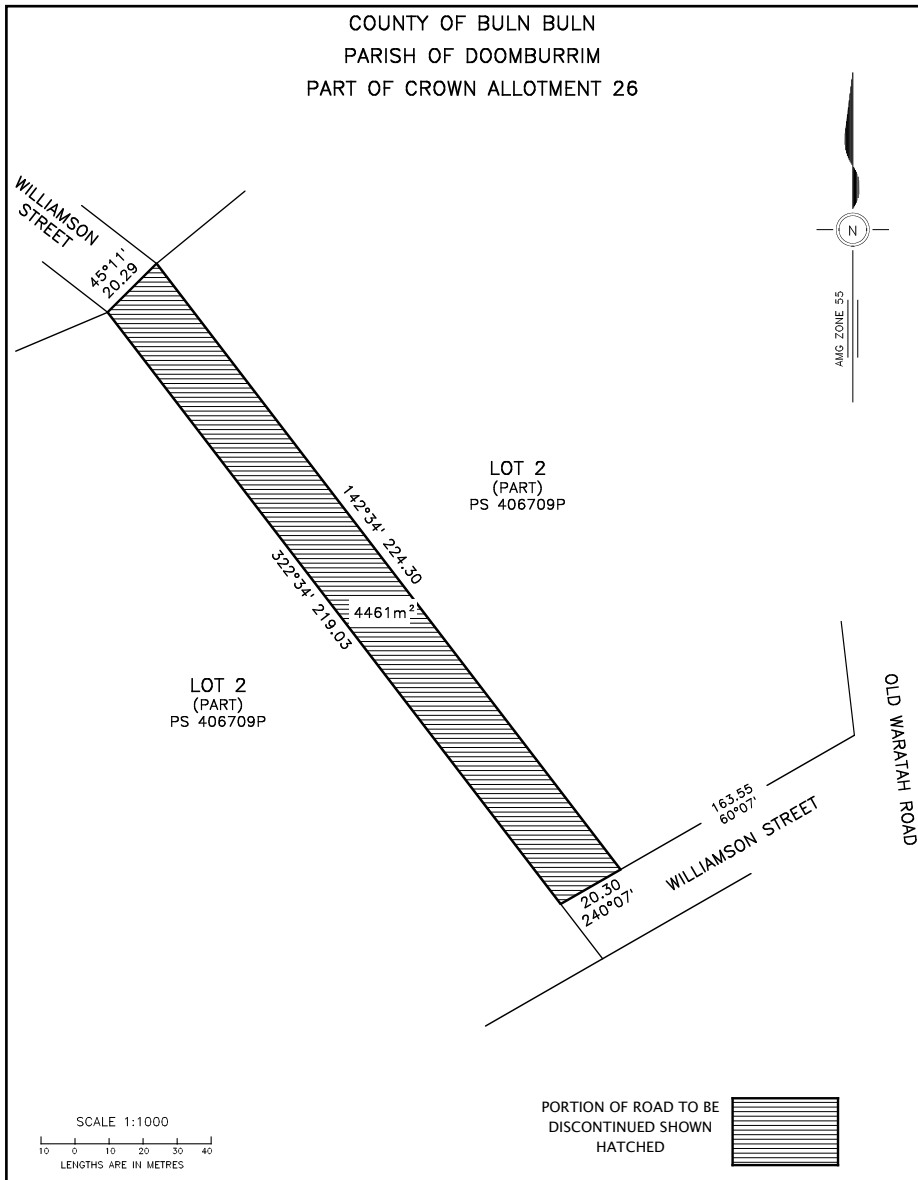 COUNTY OF BULN BULN
PARISH OF DOOMBURRIM
PART OF CROWN ALLOTMENT 26
WILLIAMSON
STREET
45°11'
20.29
N
AMG ZONE 55
LOT 2
(PART)
PS 406709P
142°34' 224.30
322°34' 219.03
4461m²
LOT 2
(PART)
PS 406709P
OLD WARATAH ROAD
163.55
60°07'
WILLIAMSON STREET
20.30
240°07'
SCALE 1:1000
10 0 10 20 30 40
LENGTHS ARE IN METRES
PORTION OF ROAD TO BE
DISCONTINUED SHOWN
HATCHED